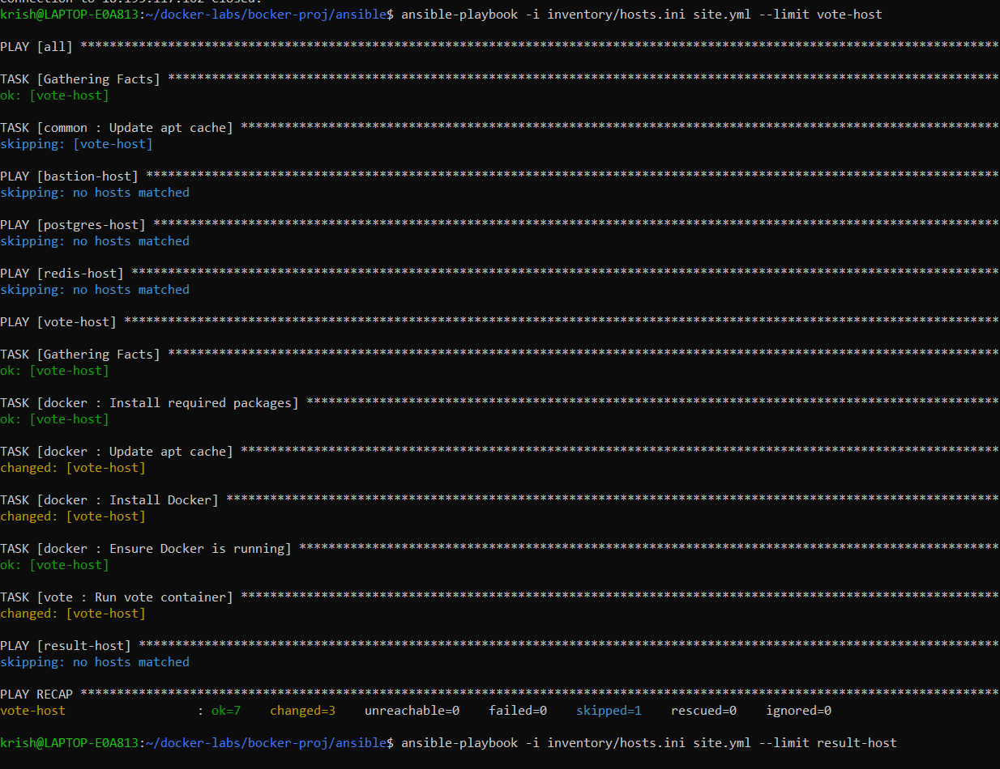 krish@LAPTOP-E0A813:~/docker-labs/bocker-proj/ansible$ ansible-playbook -i inventory/hosts.ini site.yml --limit vote-host
PLAY [all] ******************************************************************************************************************************
TASK [Gathering Facts] ******************************************************************************************************************
ok: [vote-host]
TASK [common : Update apt cache] ********************************************************************************************************
skipping: [vote-host]
PLAY [bastion-host] *********************************************************************************************************************
skipping: no hosts matched
PLAY [postgres-host] ********************************************************************************************************************
skipping: no hosts matched
PLAY [redis-host] ***********************************************************************************************************************
skipping: no hosts matched
PLAY [vote-host] ************************************************************************************************************************
TASK [Gathering Facts] ******************************************************************************************************************
ok: [vote-host]
TASK [docker : Install required packages] ***********************************************************************************************
ok: [vote-host]
TASK [docker : Update apt cache] ********************************************************************************************************
changed: [vote-host]
TASK [docker : Install Docker] **********************************************************************************************************
changed: [vote-host]
TASK [docker : Ensure Docker is running] ************************************************************************************************
ok: [vote-host]
TASK [vote : Run vote container] ********************************************************************************************************
changed: [vote-host]
PLAY [result-host] **********************************************************************************************************************
skipping: no hosts matched
PLAY RECAP ******************************************************************************************************************************
vote-host                  : ok=7    changed=3    unreachable=0    failed=0    skipped=1    rescued=0    ignored=0
krish@LAPTOP-E0A813:~/docker-labs/bocker-proj/ansible$ ansible-playbook -i inventory/hosts.ini site.yml --limit result-host